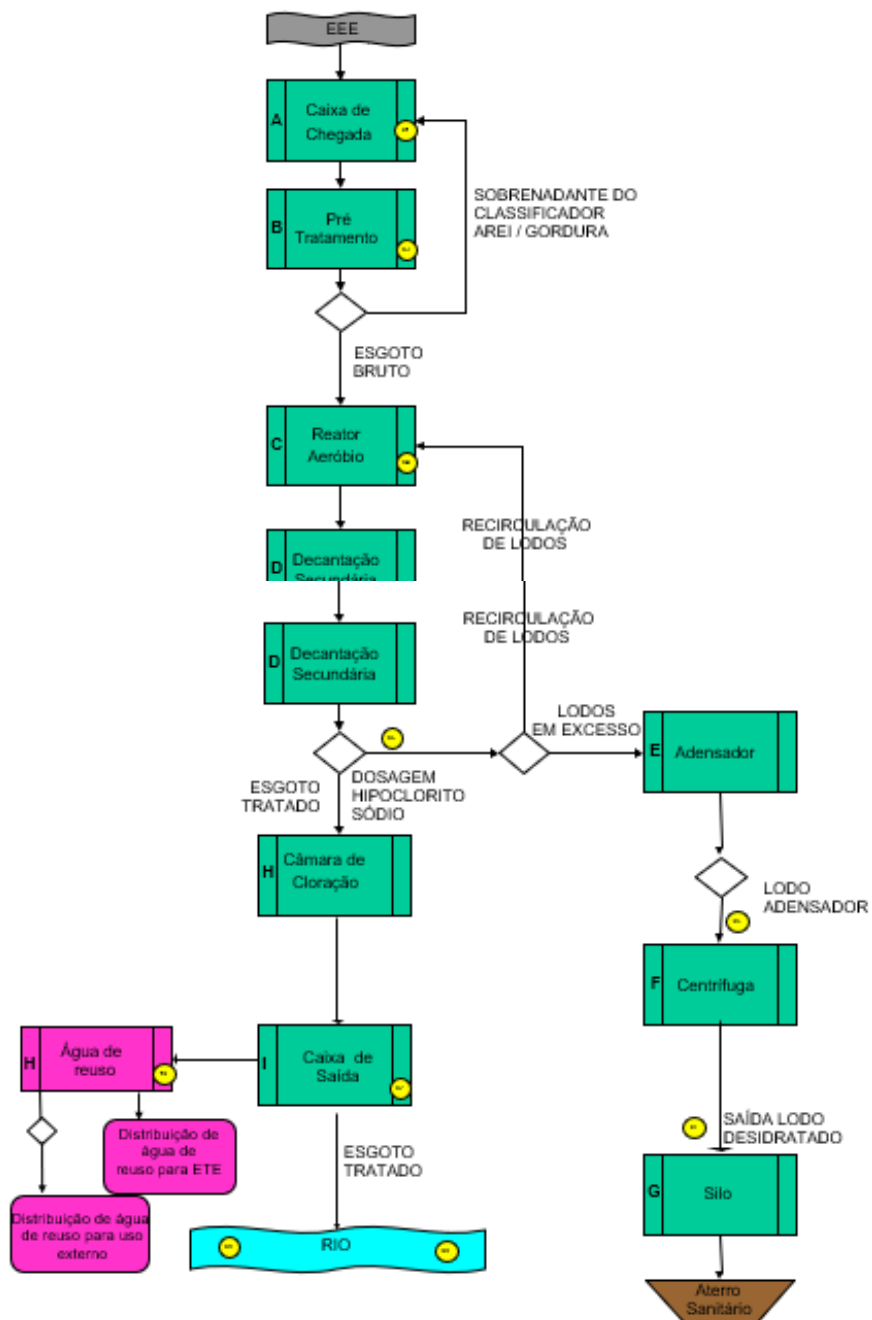 EEE
A
Caixa de
Chegada
SOBRENADANTE DO
CLASSIFICADOR
AREI / GORDURA
B
Pré
Tratamento
ESGOTO
BRUTO
C
Reator
Aeróbio
RECIRCULAÇÃO
DE LODOS
D
Decantação
Secundária
RECIRCULAÇÃO
DE LODOS
D
Decantação
Secundária
LODOS
EM EXCESSO
E
Adensador
ESGOTO
TRATADO
DOSAGEM
HIPOCLORITO
SÓDIO
H
Câmara de
Cloração
LODO
ADENSADOR
F
Centrífuga
H
Água de
reuso
I
Caixa de
Saída
SAÍDA LODO
DESIDRATADO
Distribuição de
água de
reuso para ETE
ESGOTO
TRATADO
G
Silo
Distribuição de água
de reuso para uso
externo
RIO
Aterro
Sanitário